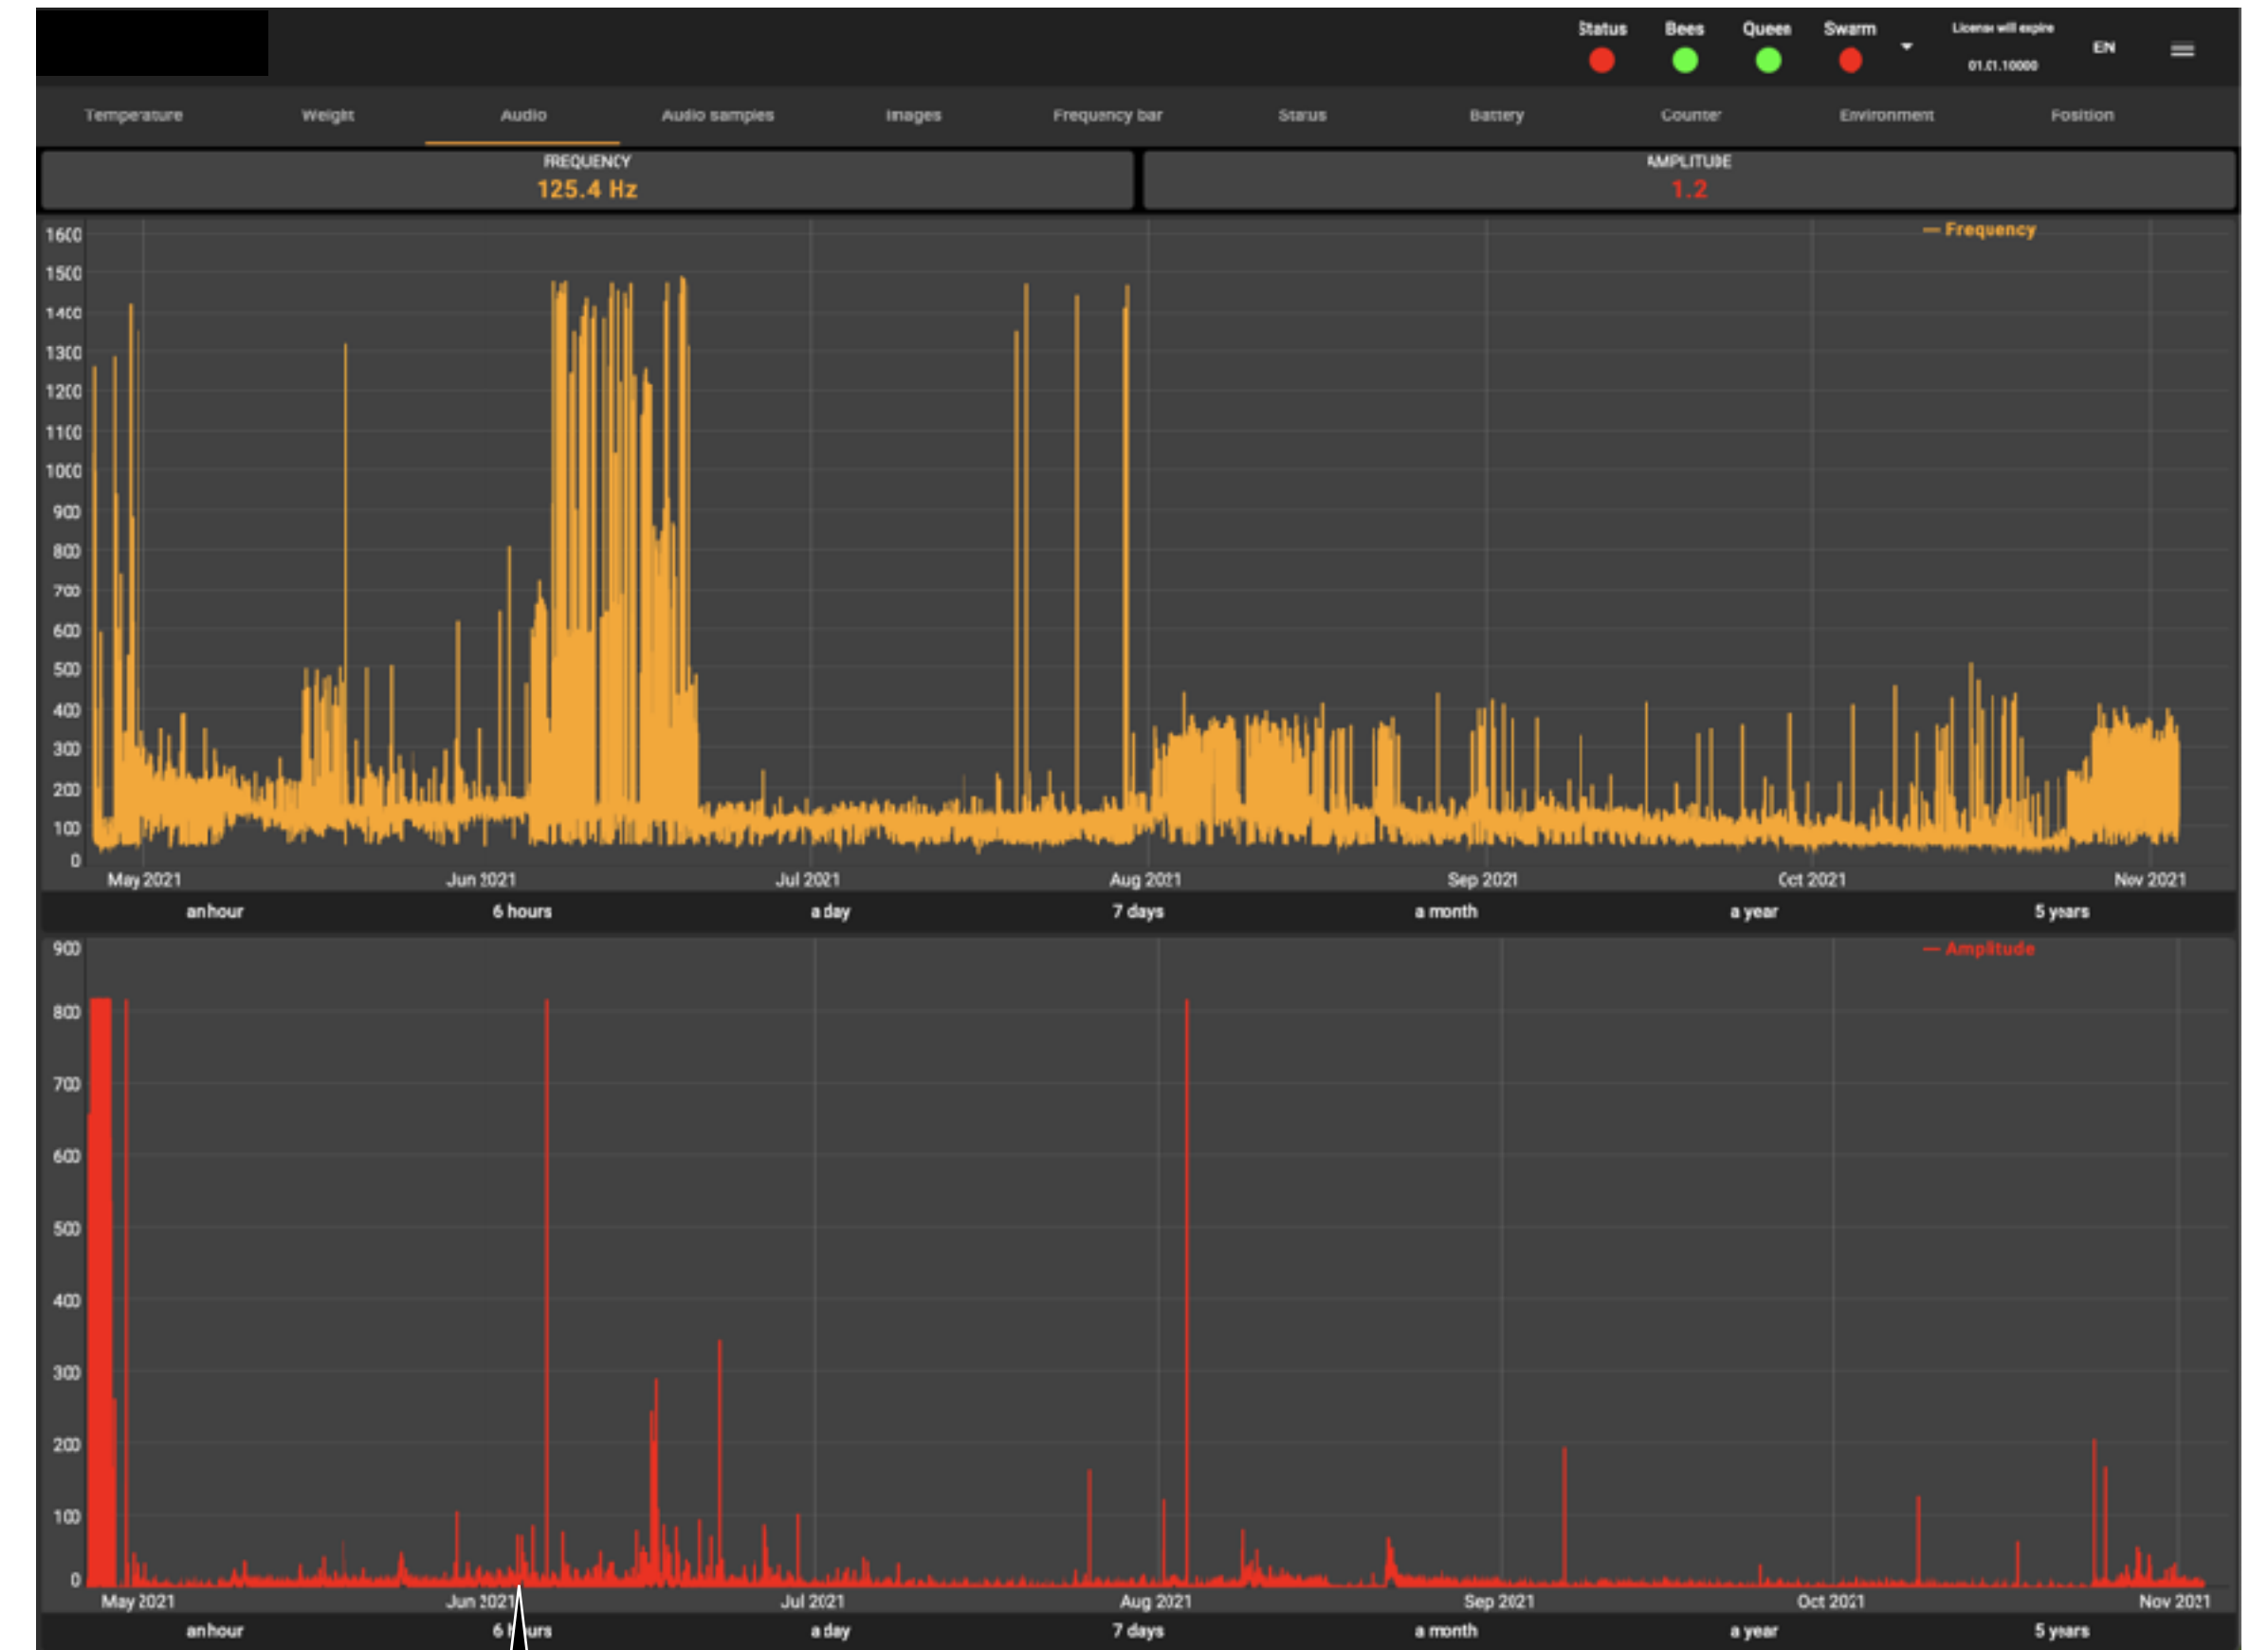 Status Bees Queen Swarm License will expire
01.01.10000 EN
Temperature Weight Audio Audio samples Images Frequency bar Status Battery Counter Environment Position
FREQUENCY AMPLITUDE
125.4 Hz 1.2
Frequency
1600
1500
1400
1300
1200
1100
1000
900
800
700
600
500
400
300
200
100
0
May 2021 Jun 2021 Jul 2021 Aug 2021 Sep 2021 Oct 2021 Nov 2021
an hour 6 hours a day 7 days a month a year 5 years
Amplitude
900
800
700
600
500
400
300
200
100
0
May 2021 Jun 2021 Jul 2021 Aug 2021 Sep 2021 Oct 2021 Nov 2021
an hour 6 hours a day 7 days a month a year 5 years